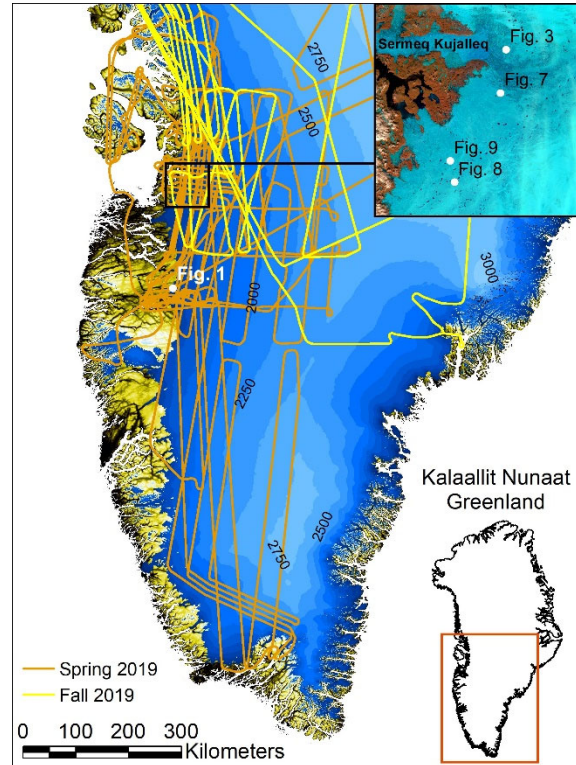 2750
2500
Sermeq Kujalleq
Fig. 3
Fig. 7
Fig. 9
Fig. 8
3000
Fig. 1
2000
2250
2500
2750
Kalaallit Nunaat
Greenland
Spring 2019
Fall 2019
0 50 100 200 300
Kilometers